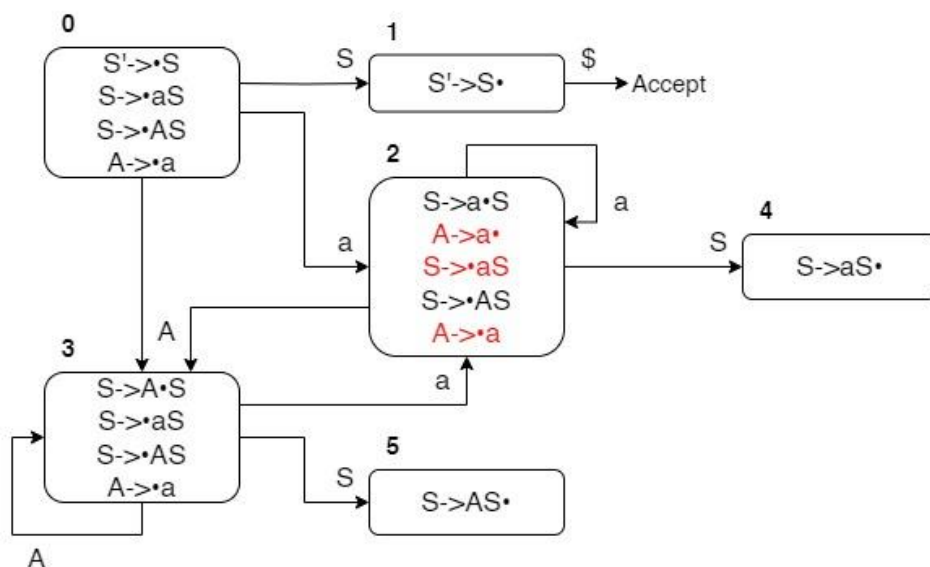 0
S'->•S
S->•aS
S->•AS
A->•a
S
1
S'->S•
$
Accept
a
2
S->a•S
A->a•
S->•aS
S->•AS
A->•a
a
S
4
S->aS•
A
3
S->A•S
S->•aS
S->•AS
A->•a
a
A
S
5
S->AS•